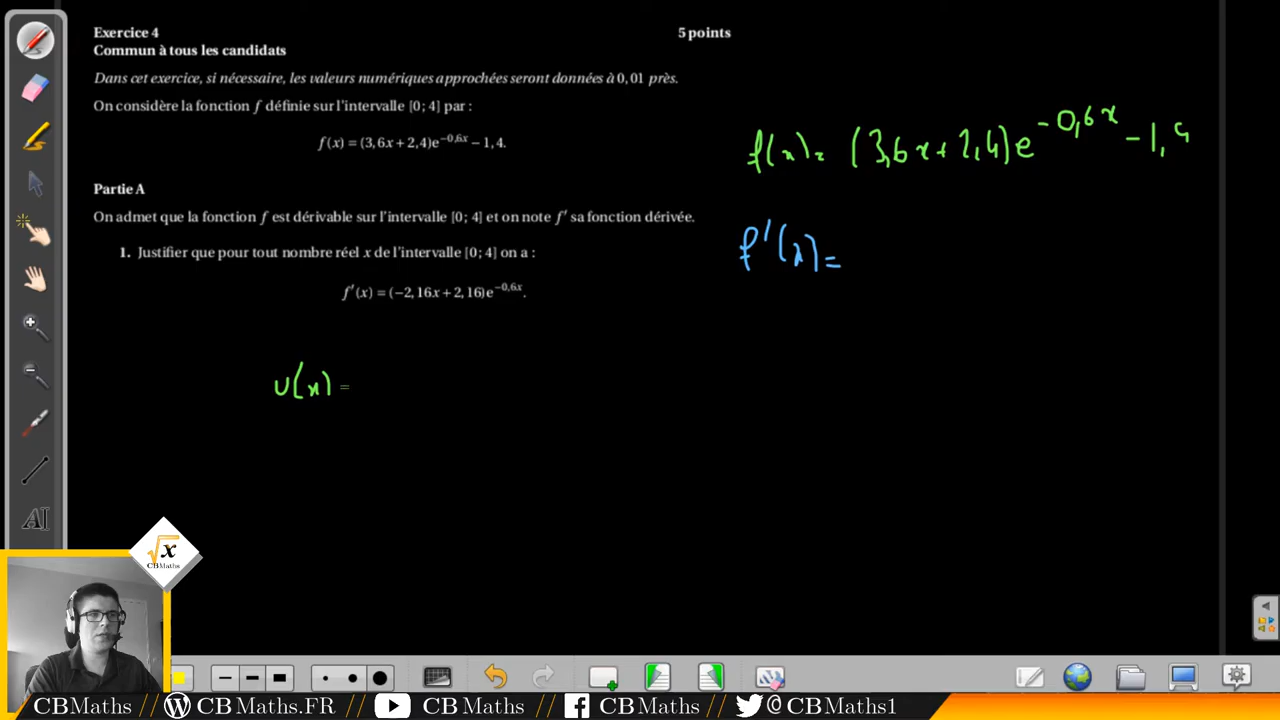 Exercice 4 5 points
Commun à tous les candidats
Dans cet exercice, si nécessaire, les valeurs numériques approchées seront données à 0,01 près.
On considère la fonction f définie sur l'intervalle [0; 4] par :
f(x) = (3,6x+2,4)e^{-0,6x} − 1,4.
f(x)= (3,6x+2,4)e^{-0,6x} −1,4
Partie A
On admet que la fonction f est dérivable sur l'intervalle [0; 4] et on note f′ sa fonction dérivée.
f'(x)=
1. Justifier que pour tout nombre réel x de l'intervalle [0; 4] on a :
f′(x) = (−2,16x+2,16)e^{-0,6x}.
u(x) =
AI
√x
CBMaths
CBMaths // CBMaths.FR // CBMaths // CBMaths // @CBMaths1